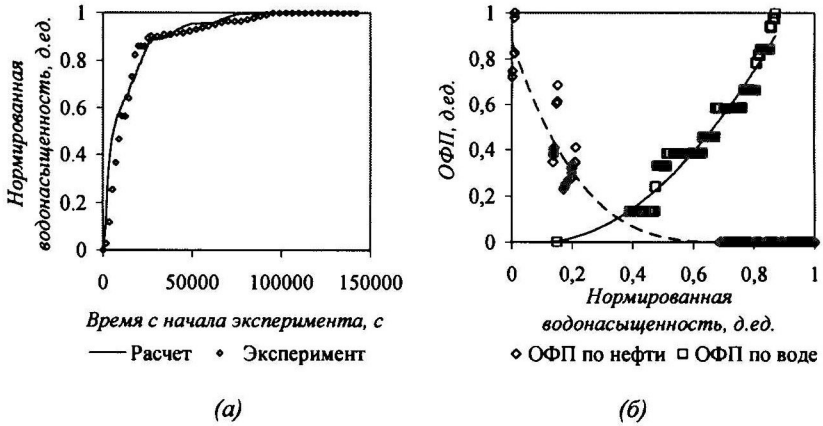 Нормированная
водонасыщенность, д.ед.
1
0.8
0.6
0.4
0.2
0
0 50000 100000 150000
Время с начала эксперимента, с
Расчет Эксперимент
(а)
ОФП, д.ед.
1
0,8
0,6
0,4
0,2
0
0 0,2 0,4 0,6 0,8 1
Нормированная
водонасыщенность, д.ед.
ОФП по нефти ОФП по воде
(б)